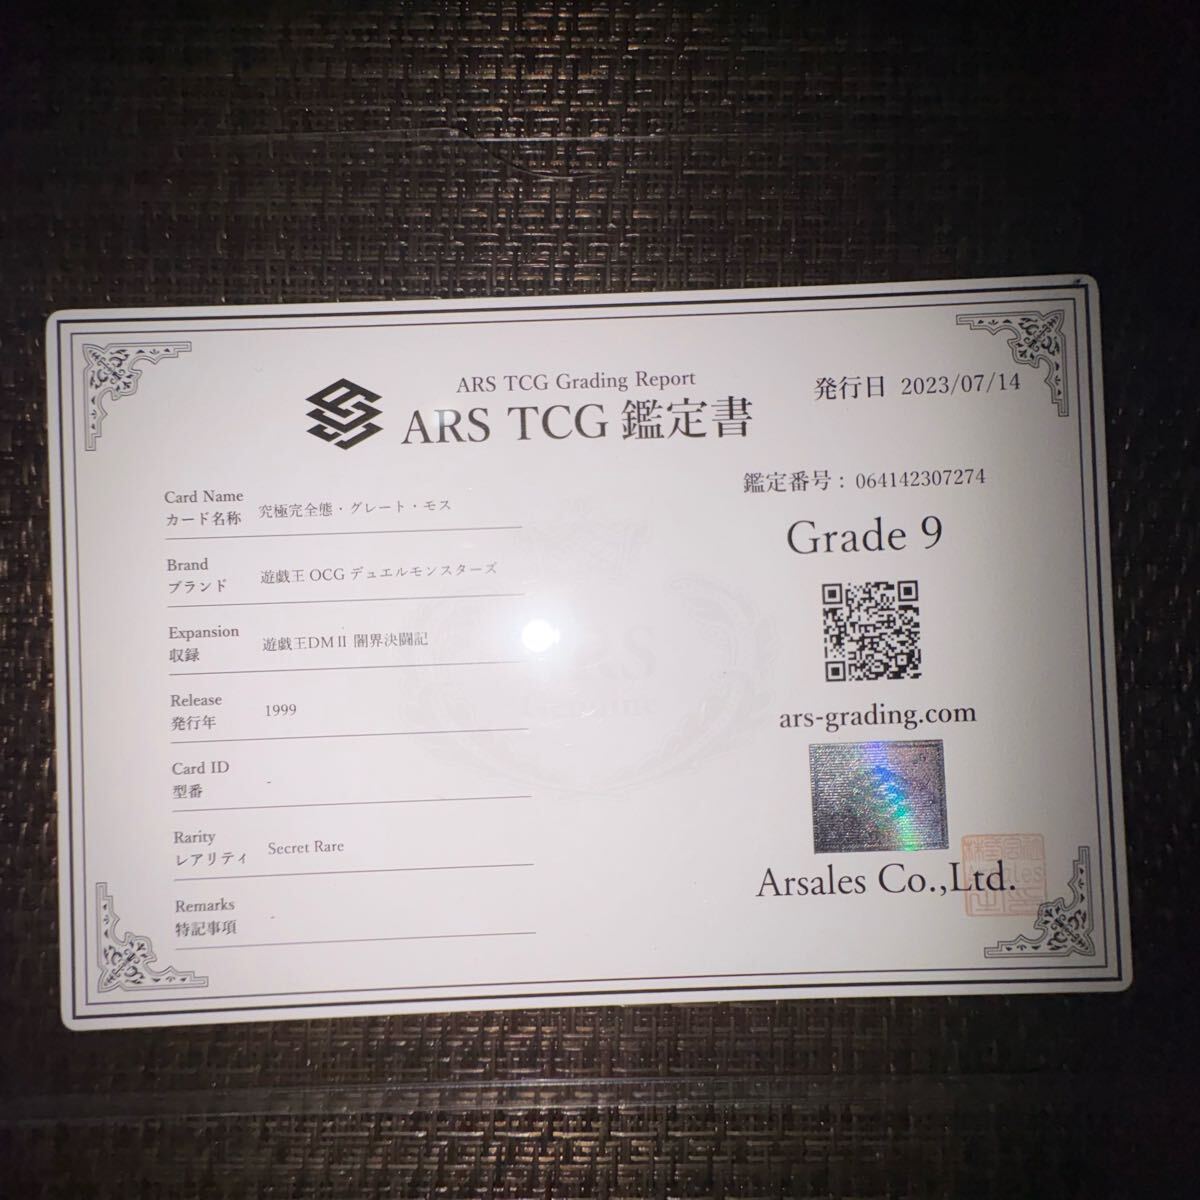 ARS TCG Grading Report
ARS TCG 鑑定書
発行日 2023/07/14
鑑定番号: 064142307274
Grade 9
Card Name
カード名称 究極完全態・グレート・モス
Brand
ブランド 遊戯王 OCG デュエルモンスターズ
Expansion
収録 遊戯王DMⅡ 闇界決闘記
Release
発行年 1999
Card ID
型番 -
Rarity
レアリティ Secret Rare
Remarks
特記事項 -
ars-grading.com
Arsales Co.,Ltd.
Genuine